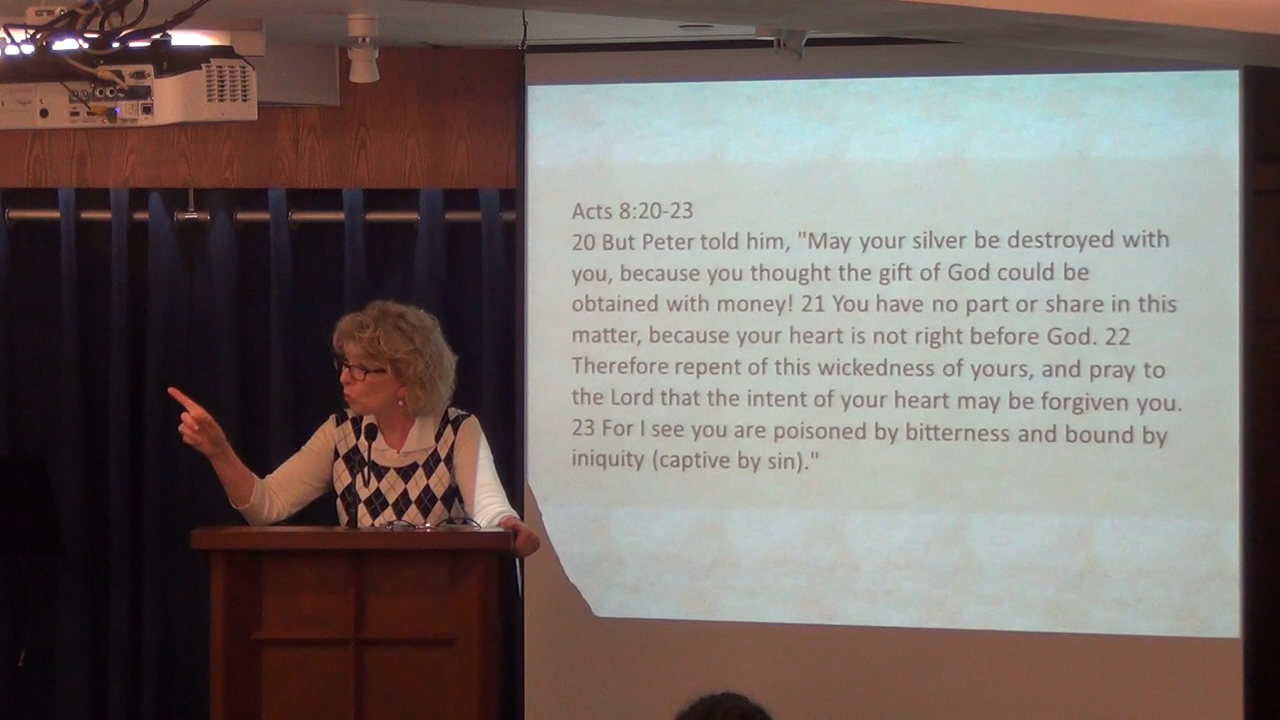 Acts 8:20-23
20 But Peter told him, "May your silver be destroyed with
you, because you thought the gift of God could be
obtained with money! 21 You have no part or share in this
matter, because your heart is not right before God. 22
Therefore repent of this wickedness of yours, and pray to
the Lord that the intent of your heart may be forgiven you.
23 For I see you are poisoned by bitterness and bound by
iniquity (captive by sin)."